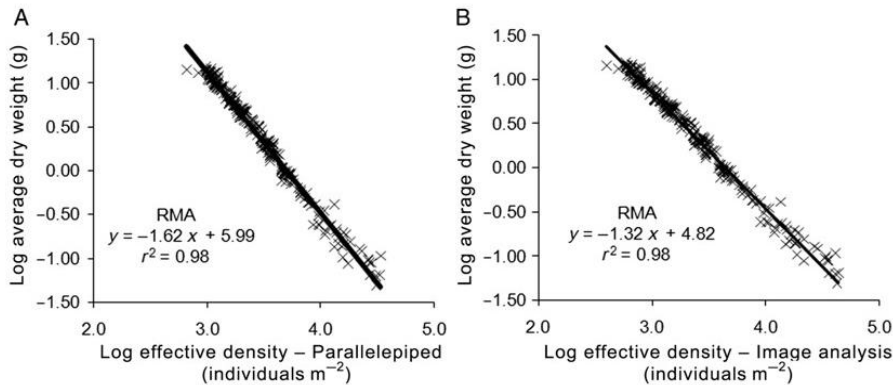 A
Log average dry weight (g)
1.50
1.00
0.50
0.00
−0.50
−1.00
−1.50
RMA
y = −1.62 x + 5.99
r² = 0.98
2.0 3.0 4.0 5.0
Log effective density – Parallelepiped
(individuals m⁻²)
B
Log average dry weight (g)
1.50
1.00
0.50
0.00
−0.50
−1.00
−1.50
RMA
y = −1.32 x + 4.82
r² = 0.98
2.0 3.0 4.0 5.0
Log effective density – Image analysis
(individuals m⁻²)